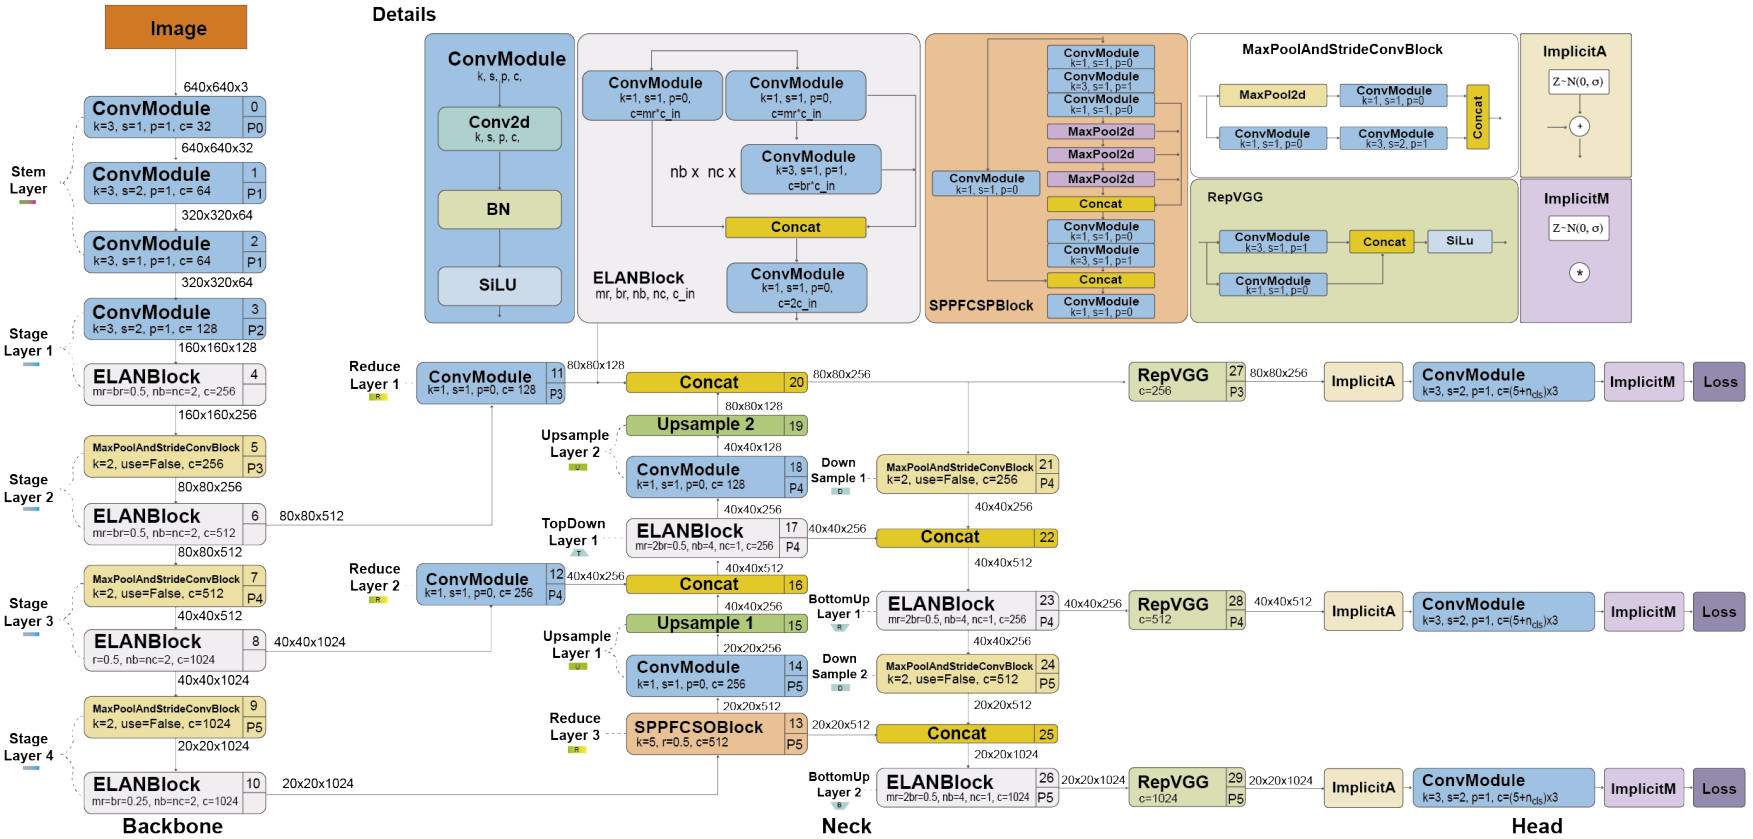 Details
Image
640x640x3
ConvModule
k=3, s=1, p=1, c= 32
0
P0
640x640x32
Stem
Layer
ConvModule
k=3, s=2, p=1, c= 64
1
P1
320x320x64
ConvModule
k=3, s=1, p=1, c= 64
2
P1
320x320x64
Stage
Layer 1
ConvModule
k=3, s=2, p=1, c= 128
3
P2
160x160x128
ELANBlock
mr=br=0.5, nb=nc=2, c=256
4
160x160x256
Stage
Layer 2
MaxPoolAndStrideConvBlock
k=2, use=False, c=256
5
P3
80x80x256
ELANBlock
mr=br=0.5, nb=nc=2, c=512
6
80x80x512
80x80x512
Stage
Layer 3
MaxPoolAndStrideConvBlock
k=2, use=False, c=512
7
P4
40x40x512
ELANBlock
r=0.5, nb=nc=2, c=1024
8
40x40x1024
40x40x1024
Stage
Layer 4
MaxPoolAndStrideConvBlock
k=2, use=False, c=1024
9
P5
20x20x1024
ELANBlock
mr=br=0.25, nb=nc=2, c=1024
10
20x20x1024
Backbone
ConvModule
k, s, p, c,
Conv2d
k, s, p, c,
BN
SiLU
ConvModule
k=1, s=1, p=0,
c=mr*c_in
ConvModule
k=1, s=1, p=0,
c=mr*c_in
nb x nc x
ConvModule
k=3, s=1, p=1,
c=br*c_in
Concat
ELANBlock
mr, br, nb, nc, c_in
ConvModule
k=1, s=1, p=0,
c=2c_in
ConvModule
k=1, s=1, p=0
ConvModule
k=3, s=1, p=1
ConvModule
k=1, s=1, p=0
MaxPool2d
MaxPool2d
MaxPool2d
ConvModule
k=1, s=1, p=0
Concat
ConvModule
k=1, s=1, p=0
ConvModule
k=3, s=1, p=1
Concat
SPPFCSPBlock
ConvModule
k=1, s=1, p=0
MaxPoolAndStrideConvBlock
MaxPool2d
ConvModule
k=1, s=1, p=0
ConvModule
k=1, s=1, p=0
ConvModule
k=3, s=2, p=1
Concat
RepVGG
ConvModule
k=3, s=1, p=1
ConvModule
k=1, s=1, p=0
Concat
SiLu
ImplicitA
Z~N(0, σ)
+
ImplicitM
Z~N(0, σ)
*
Reduce
Layer 1
R
ConvModule
k=1, s=1, p=0, c= 128
11
P3
80x80x128
Concat
20
80x80x256
80x80x128
Upsample
Layer 2
U
Upsample 2
19
40x40x128
ConvModule
k=1, s=1, p=0, c= 128
18
P4
40x40x256
TopDown
Layer 1
T
ELANBlock
mr=2br=0.5, nb=4, nc=1, c=256
17
P4
40x40x256
40x40x512
Reduce
Layer 2
R
ConvModule
k=1, s=1, p=0, c= 256
12
P4
40x40x256
Concat
16
40x40x256
Upsample
Layer 1
U
Upsample 1
15
20x20x256
ConvModule
k=1, s=1, p=0, c= 256
14
P5
20x20x512
Reduce
Layer 3
R
SPPFCSOBlock
k=5, r=0.5, c=512
13
P5
20x20x512
Down
Sample 1
D
MaxPoolAndStrideConvBlock
k=2, use=False, c=256
21
P4
40x40x256
Concat
22
40x40x512
BottomUp
Layer 1
ELANBlock
mr=2br=0.5, nb=4, nc=1, c=256
23
P4
40x40x256
40x40x256
Down
Sample 2
D
MaxPoolAndStrideConvBlock
k=2, use=False, c=512
24
P5
20x20x512
Concat
25
20x20x1024
BottomUp
Layer 2
ELANBlock
mr=2br=0.5, nb=4, nc=1, c=1024
26
P5
20x20x1024
Neck
RepVGG
c=256
27
P3
80x80x256
ImplicitA
ConvModule
k=3, s=2, p=1, c=(5+ncls)x3
ImplicitM
Loss
RepVGG
c=512
28
P4
40x40x512
ImplicitA
ConvModule
k=3, s=2, p=1, c=(5+ncls)x3
ImplicitM
Loss
RepVGG
c=1024
29
P5
20x20x1024
ImplicitA
ConvModule
k=3, s=2, p=1, c=(5+ncls)x3
ImplicitM
Loss
Head